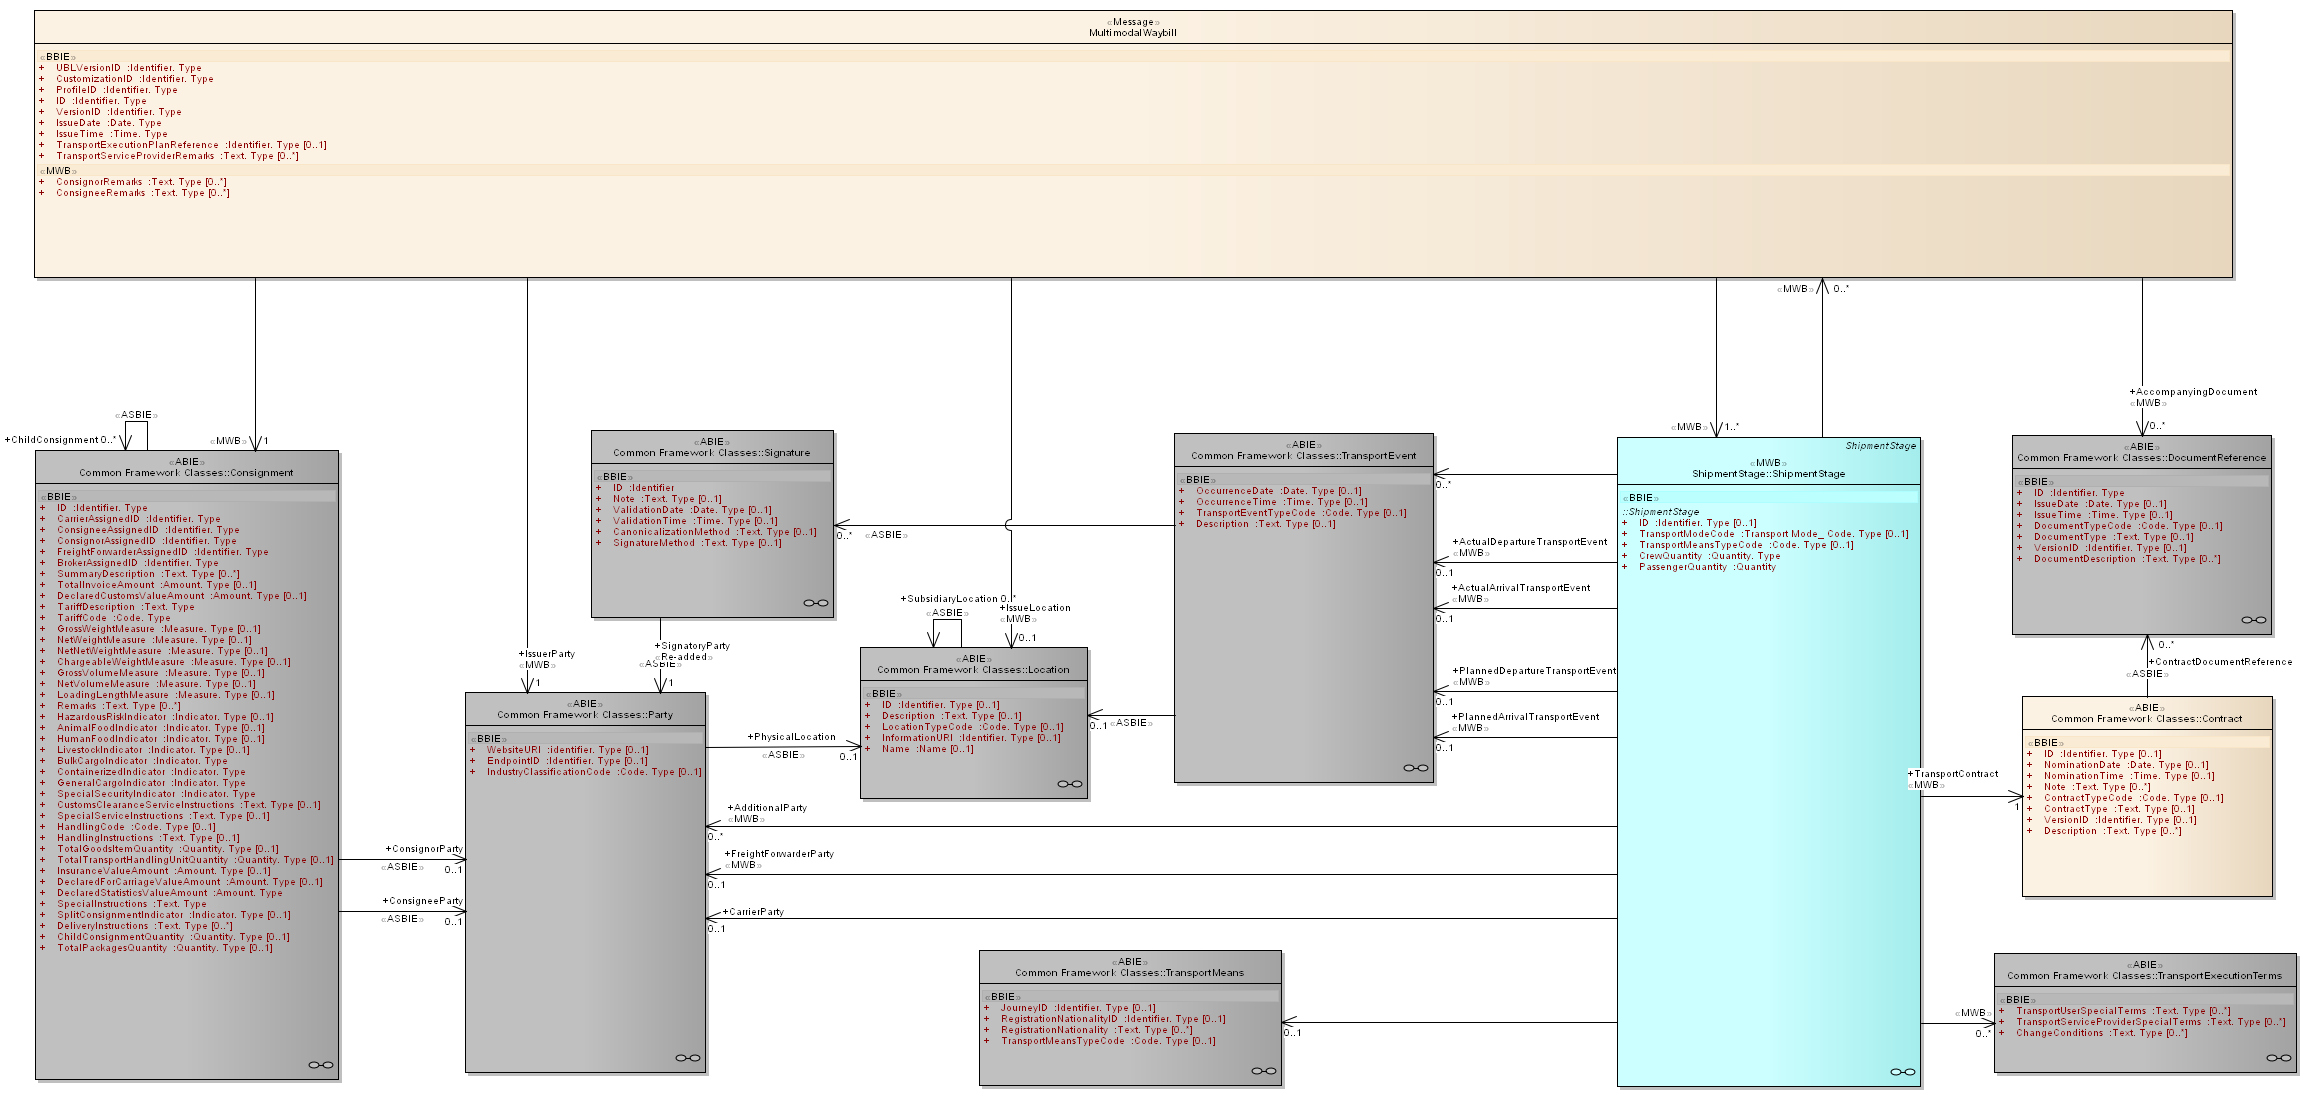 «Message»
MultimodalWaybill
«BBIE»
+ UBLVersionID :Identifier. Type
+ CustomizationID :Identifier. Type
+ ProfileID :Identifier. Type
+ ID :Identifier. Type
+ VersionID :Identifier. Type
+ IssueDate :Date. Type
+ IssueTime :Time. Type
+ TransportExecutionPlanReference :Identifier. Type [0..1]
+ TransportServiceProviderRemarks :Text. Type [0..*]
«MWB»
+ ConsignorRemarks :Text. Type [0..*]
+ ConsigneeRemarks :Text. Type [0..*]
«MWB» 0..*
+AccompanyingDocument
«MWB»
0..*
«ASBIE»
+ChildConsignment 0..*
«MWB» 1
«MWB» 1..*
«ABIE»
Common Framework Classes::Consignment
«BBIE»
+ ID :Identifier. Type
+ CarrierAssignedID :Identifier. Type
+ ConsigneeAssignedID :Identifier. Type
+ ConsignorAssignedID :Identifier. Type
+ FreightForwarderAssignedID :Identifier. Type
+ BrokerAssignedID :Identifier. Type
+ SummaryDescription :Text. Type [0..*]
+ TotalInvoiceAmount :Amount. Type [0..1]
+ DeclaredCustomsValueAmount :Amount. Type [0..1]
+ TariffDescription :Text. Type
+ TariffCode :Code. Type
+ GrossWeightMeasure :Measure. Type [0..1]
+ NetWeightMeasure :Measure. Type [0..1]
+ NetNetWeightMeasure :Measure. Type [0..1]
+ ChargeableWeightMeasure :Measure. Type [0..1]
+ GrossVolumeMeasure :Measure. Type [0..1]
+ NetVolumeMeasure :Measure. Type [0..1]
+ LoadingLengthMeasure :Measure. Type [0..1]
+ Remarks :Text. Type [0..*]
+ HazardousRiskIndicator :Indicator. Type [0..1]
+ AnimalFoodIndicator :Indicator. Type [0..1]
+ HumanFoodIndicator :Indicator. Type [0..1]
+ LivestockIndicator :Indicator. Type [0..1]
+ BulkCargoIndicator :Indicator. Type
+ ContainerizedIndicator :Indicator. Type
+ GeneralCargoIndicator :Indicator. Type
+ SpecialSecurityIndicator :Indicator. Type
+ CustomsClearanceServiceInstructions :Text. Type [0..1]
+ SpecialServiceInstructions :Text. Type [0..1]
+ HandlingCode :Code. Type [0..1]
+ HandlingInstructions :Text. Type [0..1]
+ TotalGoodsItemQuantity :Quantity. Type [0..1]
+ TotalTransportHandlingUnitQuantity :Quantity. Type [0..1]
+ InsuranceValueAmount :Amount. Type [0..1]
+ DeclaredForCarriageValueAmount :Amount. Type [0..1]
+ DeclaredStatisticsValueAmount :Amount. Type
+ SpecialInstructions :Text. Type
+ SplitConsignmentIndicator :Indicator. Type [0..1]
+ DeliveryInstructions :Text. Type [0..*]
+ ChildConsignmentQuantity :Quantity. Type [0..1]
+ TotalPackagesQuantity :Quantity. Type [0..1]
+ConsignorParty
«ASBIE» 0..1
+ConsigneeParty
«ASBIE» 0..1
«ABIE»
Common Framework Classes::Signature
«BBIE»
+ ID :Identifier
+ Note :Text. Type [0..1]
+ ValidationDate :Date. Type [0..1]
+ ValidationTime :Time. Type [0..1]
+ CanonicalizationMethod :Text. Type [0..1]
+ SignatureMethod :Text. Type [0..1]
0..* «ASBIE»
+IssuerParty
«MWB»
1
+SignatoryParty
«Re-added»
«ASBIE»
1
«ABIE»
Common Framework Classes::Party
«BBIE»
+ WebsiteURI :identifier. Type [0..1]
+ EndpointID :Identifier. Type [0..1]
+ IndustryClassificationCode :Code. Type [0..1]
+PhysicalLocation
«ASBIE» 0..1
+SubsidiaryLocation 0..*
«ASBIE»
+IssueLocation
«MWB»
0..1
«ABIE»
Common Framework Classes::Location
«BBIE»
+ ID :Identifier. Type [0..1]
+ Description :Text. Type [0..1]
+ LocationTypeCode :Code. Type [0..1]
+ InformationURI :Identifier. Type [0..1]
+ Name :Name [0..1]
0..1 «ASBIE»
+AdditionalParty
«MWB»
0..*
+FreightForwarderParty
«MWB»
0..1
+CarrierParty
0..1
«ABIE»
Common Framework Classes::TransportEvent
«BBIE»
+ OccurrenceDate :Date. Type [0..1]
+ OccurrenceTime :Time. Type [0..1]
+ TransportEventTypeCode :Code. Type [0..1]
+ Description :Text. Type [0..1]
0..*
+ActualDepartureTransportEvent
«MWB»
0..1
+ActualArrivalTransportEvent
«MWB»
0..1
+PlannedDepartureTransportEvent
«MWB»
0..1
+PlannedArrivalTransportEvent
«MWB»
0..1
«ABIE»
Common Framework Classes::TransportMeans
«BBIE»
+ JourneyID :Identifier. Type [0..1]
+ RegistrationNationalityID :Identifier. Type [0..1]
+ RegistrationNationality :Text. Type [0..*]
+ TransportMeansTypeCode :Code. Type [0..1]
0..1
ShipmentStage
«MWB»
ShipmentStage::ShipmentStage
«BBIE»
::ShipmentStage
+ ID :Identifier. Type [0..1]
+ TransportModeCode :Transport Mode_ Code. Type [0..1]
+ TransportMeansTypeCode :Code. Type [0..1]
+ CrewQuantity :Quantity. Type
+ PassengerQuantity :Quantity
«ABIE»
Common Framework Classes::DocumentReference
«BBIE»
+ ID :Identifier. Type
+ IssueDate :Date. Type [0..1]
+ IssueTime :Time. Type [0..1]
+ DocumentTypeCode :Code. Type [0..1]
+ DocumentType :Text. Type [0..1]
+ VersionID :Identifier. Type [0..1]
+ DocumentDescription :Text. Type [0..*]
0..*
+ContractDocumentReference
«ASBIE»
«ABIE»
Common Framework Classes::Contract
«BBIE»
+ ID :Identifier. Type [0..1]
+ NominationDate :Date. Type [0..1]
+ NominationTime :Time. Type [0..1]
+ Note :Text. Type [0..*]
+ ContractTypeCode :Code. Type [0..1]
+ ContractType :Text. Type [0..1]
+ VersionID :Identifier. Type [0..1]
+ Description :Text. Type [0..*]
+TransportContract
«MWB»
1
«ABIE»
Common Framework Classes::TransportExecutionTerms
«BBIE»
+ TransportUserSpecialTerms :Text. Type [0..*]
+ TransportServiceProviderSpecialTerms :Text. Type [0..*]
+ ChangeConditions :Text. Type [0..*]
«MWB»
0..*